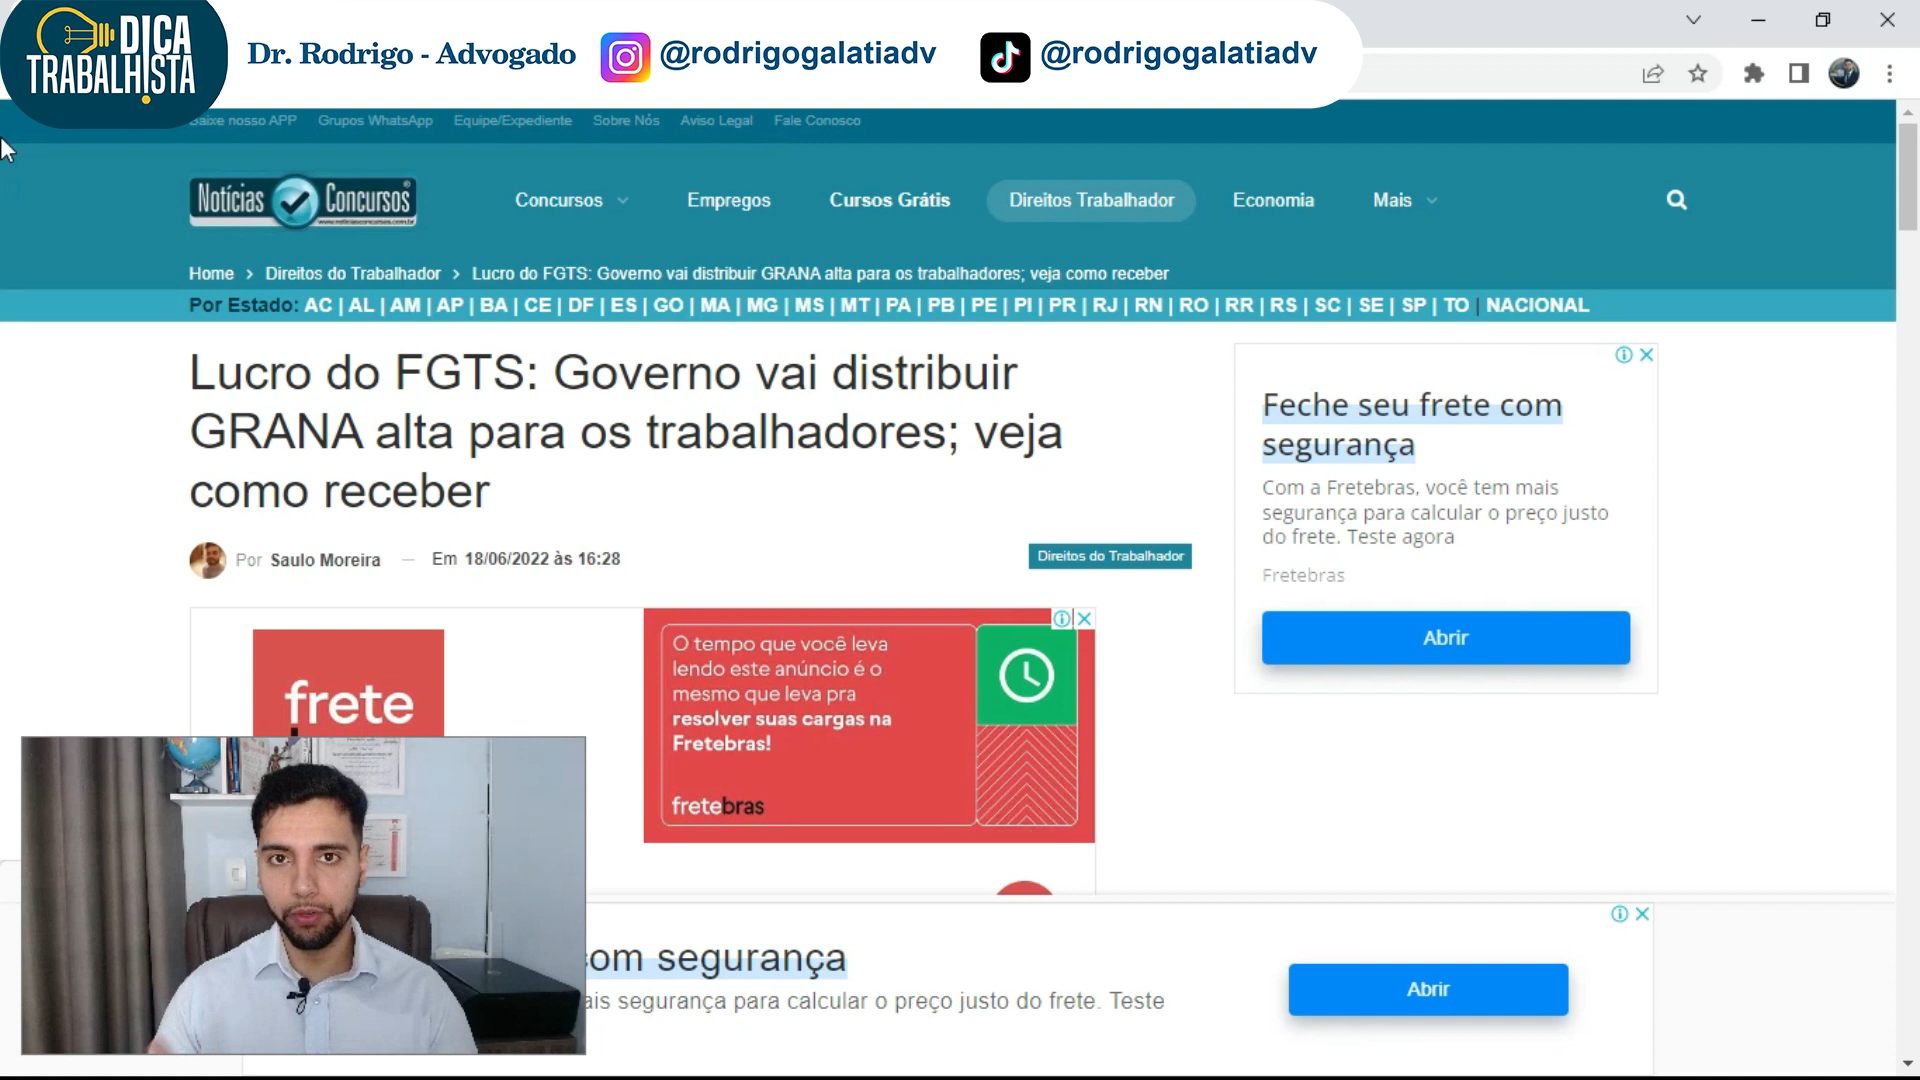 DICA
TRABALHISTA
Dr. Rodrigo - Advogado
@rodrigogalatiadv
@rodrigogalatiadv
Baixe nosso APP
Grupos WhatsApp
Equipe/Expediente
Sobre Nós
Aviso Legal
Fale Conosco
Notícias Concursos
www.noticiasconcursos.com.br
Concursos
Empregos
Cursos Grátis
Direitos Trabalhador
Economia
Mais
Home > Direitos do Trabalhador > Lucro do FGTS: Governo vai distribuir GRANA alta para os trabalhadores; veja como receber
Por Estado: AC | AL | AM | AP | BA | CE | DF | ES | GO | MA | MG | MS | MT | PA | PB | PE | PI | PR | RJ | RN | RO | RR | RS | SC | SE | SP | TO | NACIONAL
Lucro do FGTS: Governo vai distribuir
GRANA alta para os trabalhadores; veja
como receber
Por Saulo Moreira — Em 18/06/2022 às 16:28
Direitos do Trabalhador
Feche seu frete com
segurança
Com a Fretebras, você tem mais
segurança para calcular o preço justo
do frete. Teste agora
Fretebras
Abrir
frete
O tempo que você leva
lendo este anúncio é o
mesmo que leva pra
resolver suas cargas na
Fretebras!
fretebras
com segurança
ais segurança para calcular o preço justo do frete. Teste
Abrir